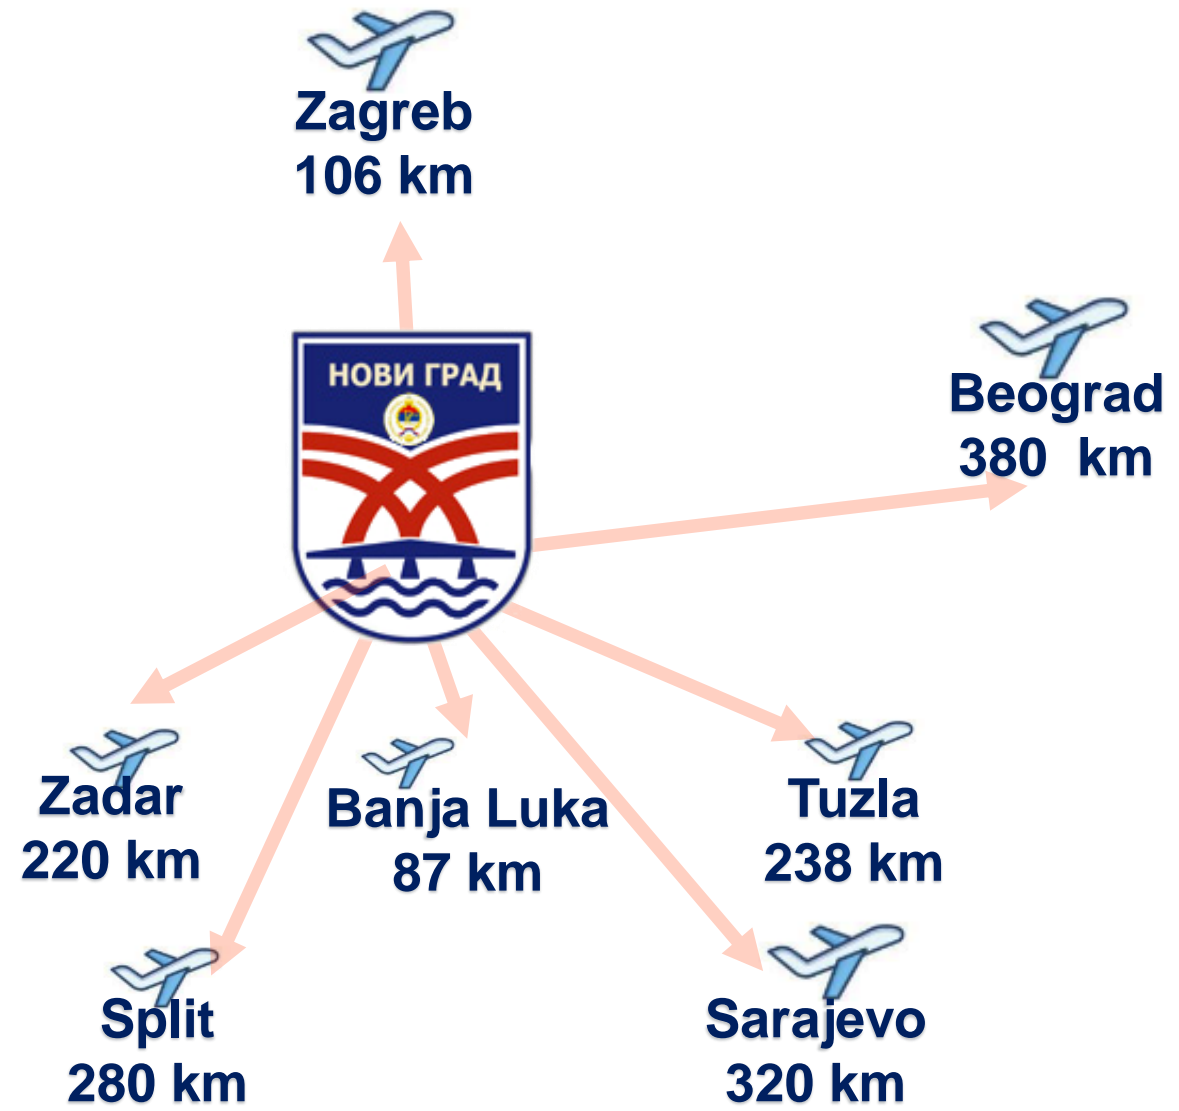 Zagreb
106 km
НОВИ ГРАД
Beograd
380  km
Zadar
220 km
Banja Luka
87 km
Tuzla
238 km
Split
280 km
Sarajevo
320 km